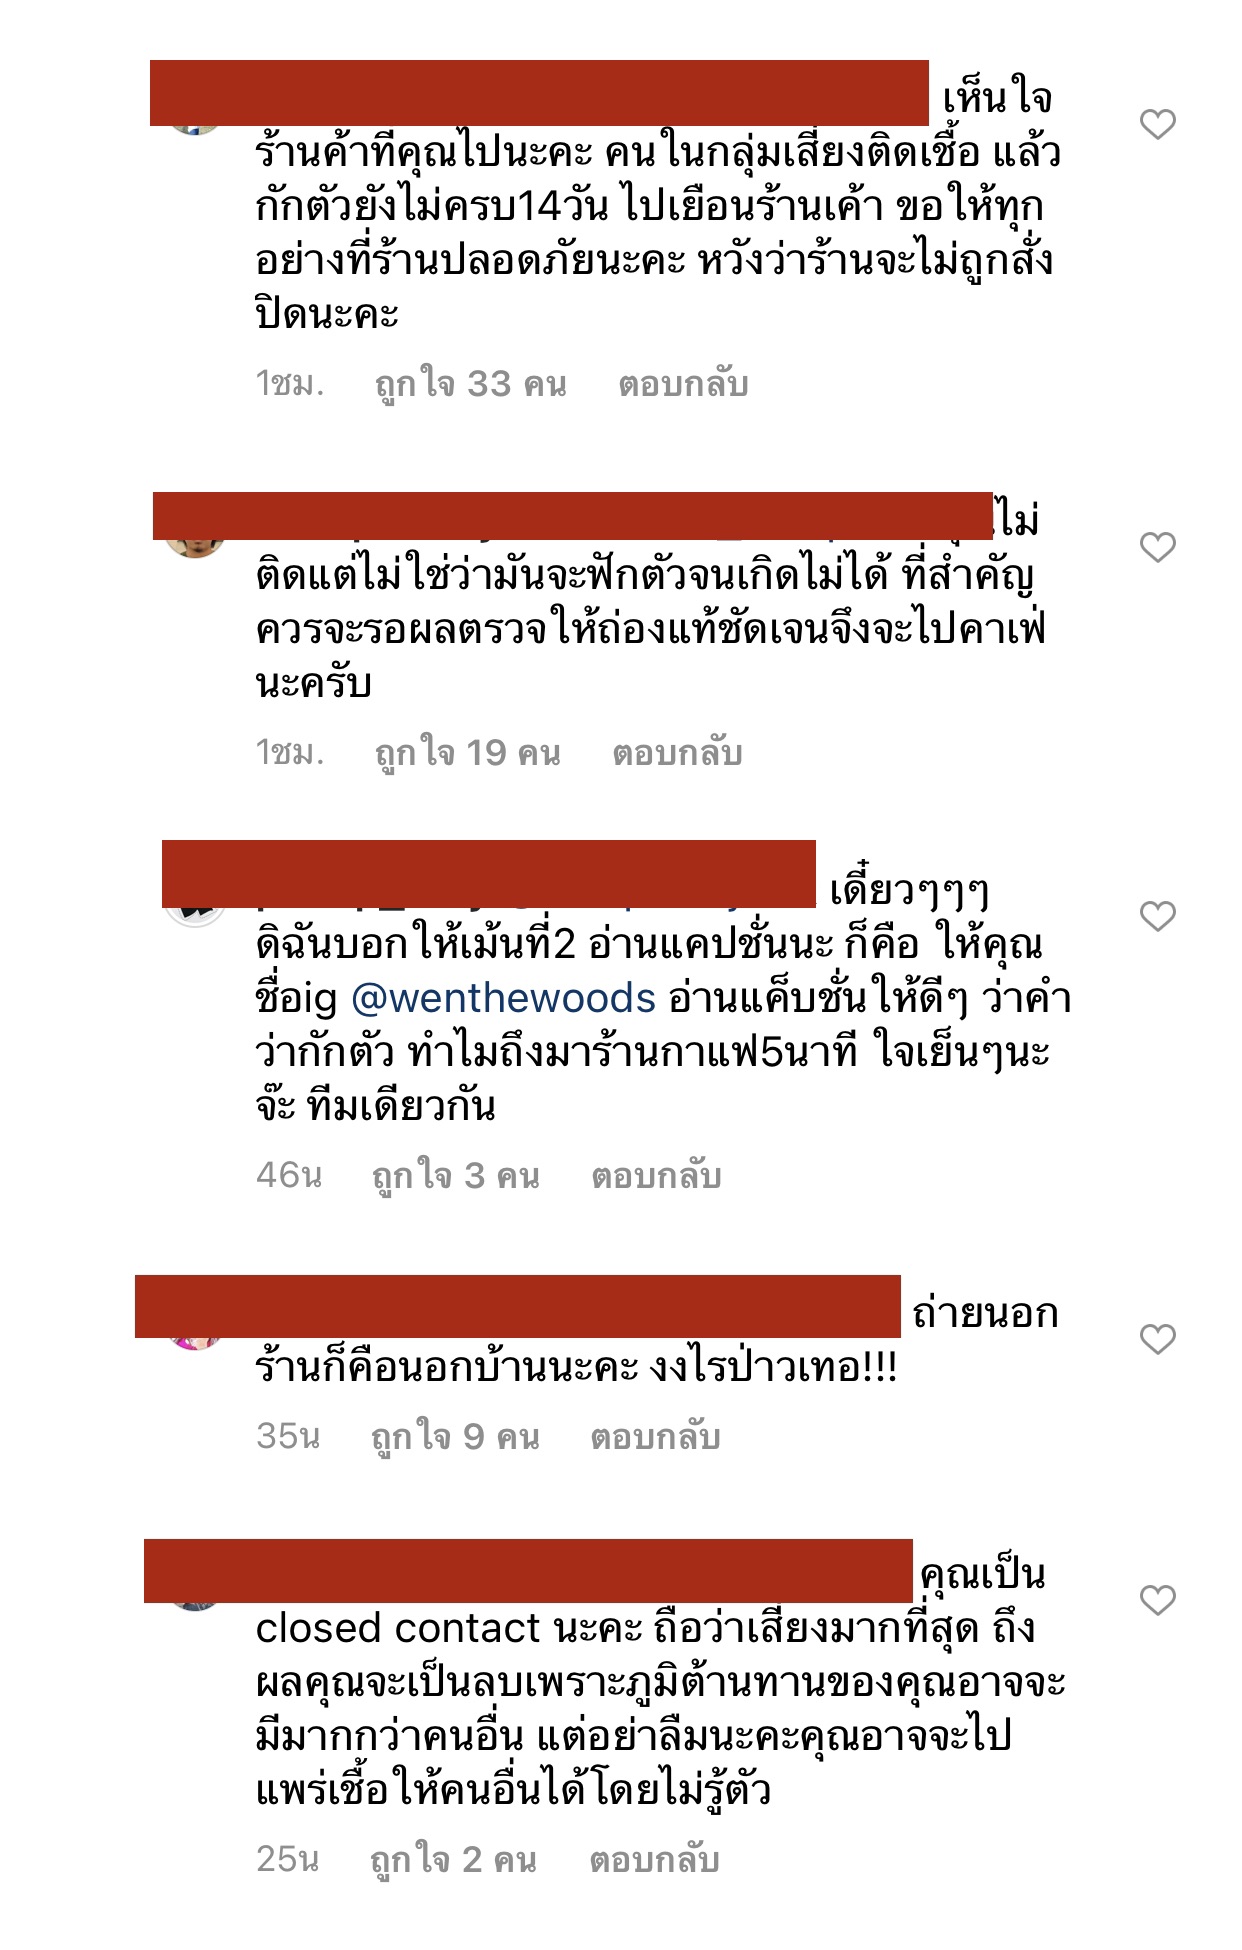 เห็นใจ
ร้านค้าทีคุณไปนะคะ คนในกลุ่มเสี่ยงติดเชื้อ แล้ว
กักตัวยังไม่ครบ14วัน ไปเยือนร้านเค้า ขอให้ทุก
อย่างที่ร้านปลอดภัยนะคะ หวังว่าร้านจะไม่ถูกสั่ง
ปิดนะคะ
1ชม. ถูกใจ 33 คน ตอบกลับ
ไม่
ติดแต่ไม่ใช่ว่ามันจะฟักตัวจนเกิดไม่ได้ ที่สำคัญ
ควรจะรอผลตรวจให้ถ่องแท้ชัดเจนจึงจะไปคาเฟ่
นะครับ
1ชม. ถูกใจ 19 คน ตอบกลับ
เดี๋ยวๆๆๆ
ดิฉันบอกให้เม้นที่2 อ่านแคปชั่นนะ ก็คือ ให้คุณ
ชื่อig @wenthewoods อ่านแค็บชั่นให้ดีๆ ว่าคำ
ว่ากักตัว ทำไมถึงมาร้านกาแฟ5นาที ใจเย็นๆนะ
จ๊ะ ทีมเดียวกัน
46น ถูกใจ 3 คน ตอบกลับ
ถ่ายนอก
ร้านก็คือนอกบ้านนะคะ งงไรป่าวเทอ!!!
35น ถูกใจ 9 คน ตอบกลับ
คุณเป็น
closed contact นะคะ ถือว่าเสี่ยงมากที่สุด ถึง
ผลคุณจะเป็นลบเพราะภูมิต้านทานของคุณอาจจะ
มีมากกว่าคนอื่น แต่อย่าลืมนะคะคุณอาจจะไป
แพร่เชื้อให้คนอื่นได้โดยไม่รู้ตัว
25น ถูกใจ 2 คน ตอบกลับ